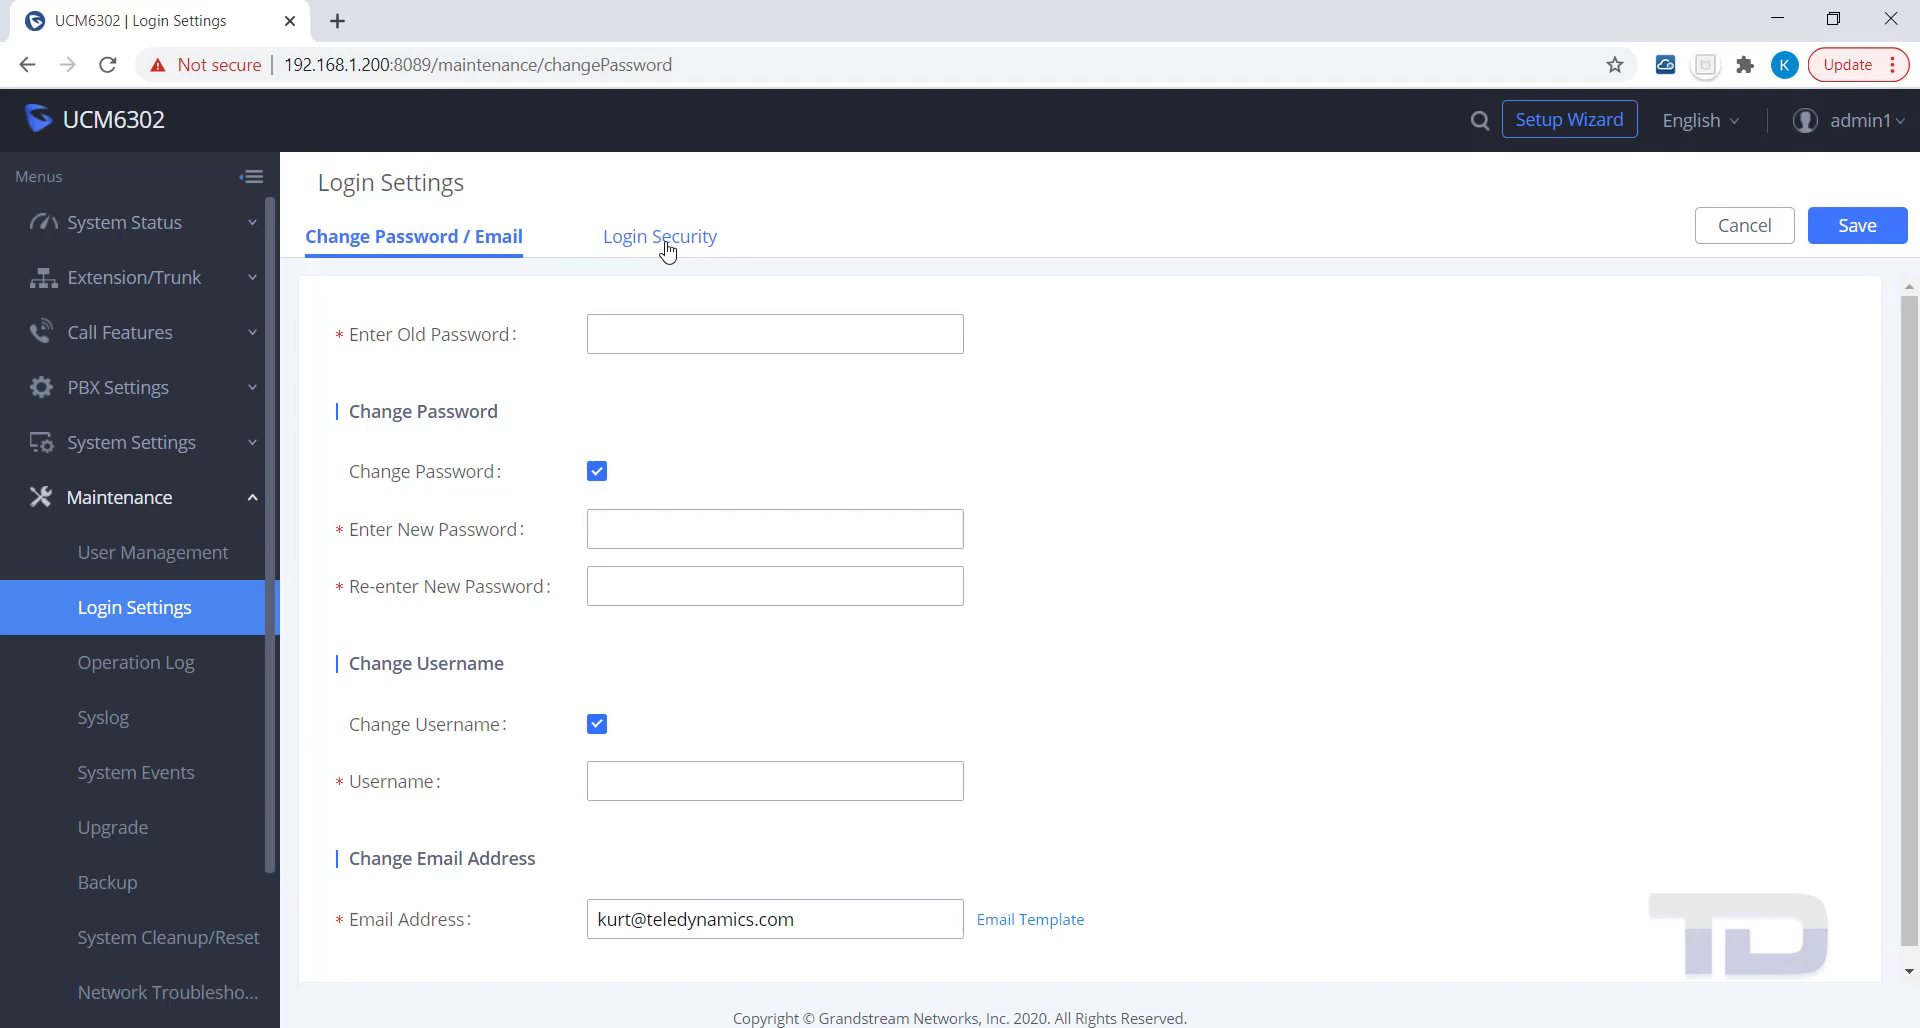 UCM6302 | Login Settings
Not secure | 192.168.1.200:8089/maintenance/changePassword
K
Update
UCM6302
Setup Wizard
English
admin1
Menus
System Status
Extension/Trunk
Call Features
PBX Settings
System Settings
Maintenance
User Management
Login Settings
Operation Log
Syslog
System Events
Upgrade
Backup
System Cleanup/Reset
Network Troublesho...
Login Settings
Change Password / Email
Login Security
Cancel
Save
* Enter Old Password:
Change Password
Change Password:
* Enter New Password:
* Re-enter New Password:
Change Username
Change Username:
* Username:
Change Email Address
* Email Address:
kurt@teledynamics.com
Email Template
TD
Copyright © Grandstream Networks, Inc. 2020. All Rights Reserved.